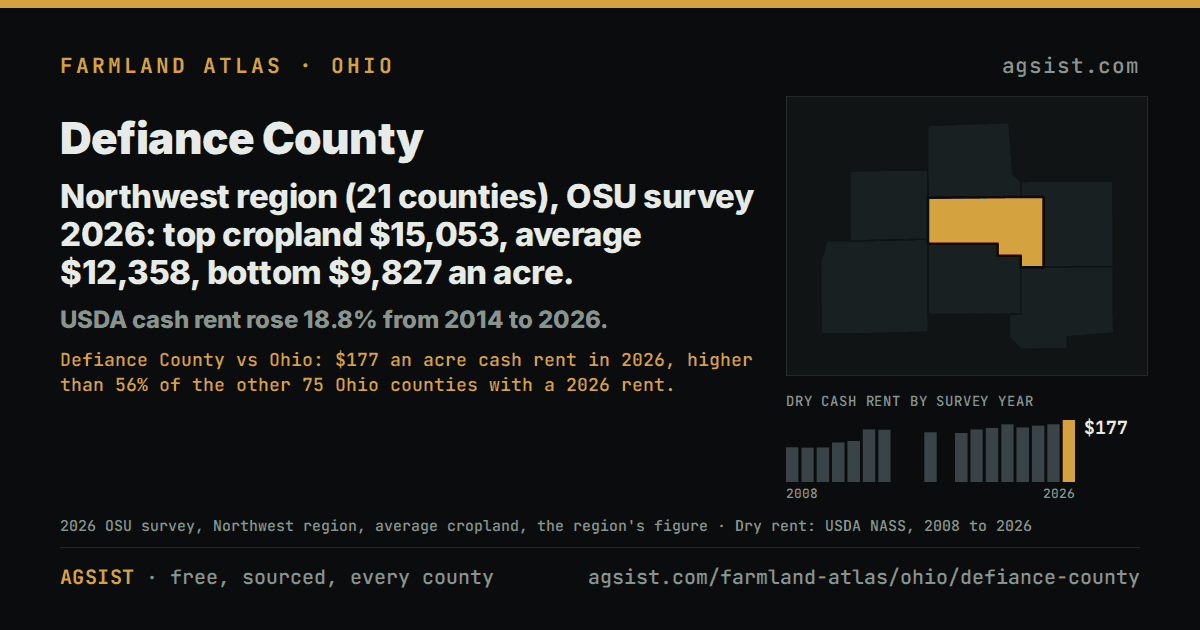 FARMLAND ATLAS · OHIO
agsist.com
Defiance County
Northwest region (21 counties), OSU survey
2026: top cropland $15,053, average
$12,358, bottom $9,827 an acre.
USDA cash rent rose 18.8% from 2014 to 2026.
Defiance County vs Ohio: $177 an acre cash rent in 2026, higher
than 56% of the other 75 Ohio counties with a 2026 rent.
DRY CASH RENT BY SURVEY YEAR
$177
2008
2026
2026 OSU survey, Northwest region, average cropland, the region's figure · Dry rent: USDA NASS, 2008 to 2026
AGSIST · free, sourced, every county
agsist.com/farmland-atlas/ohio/defiance-county